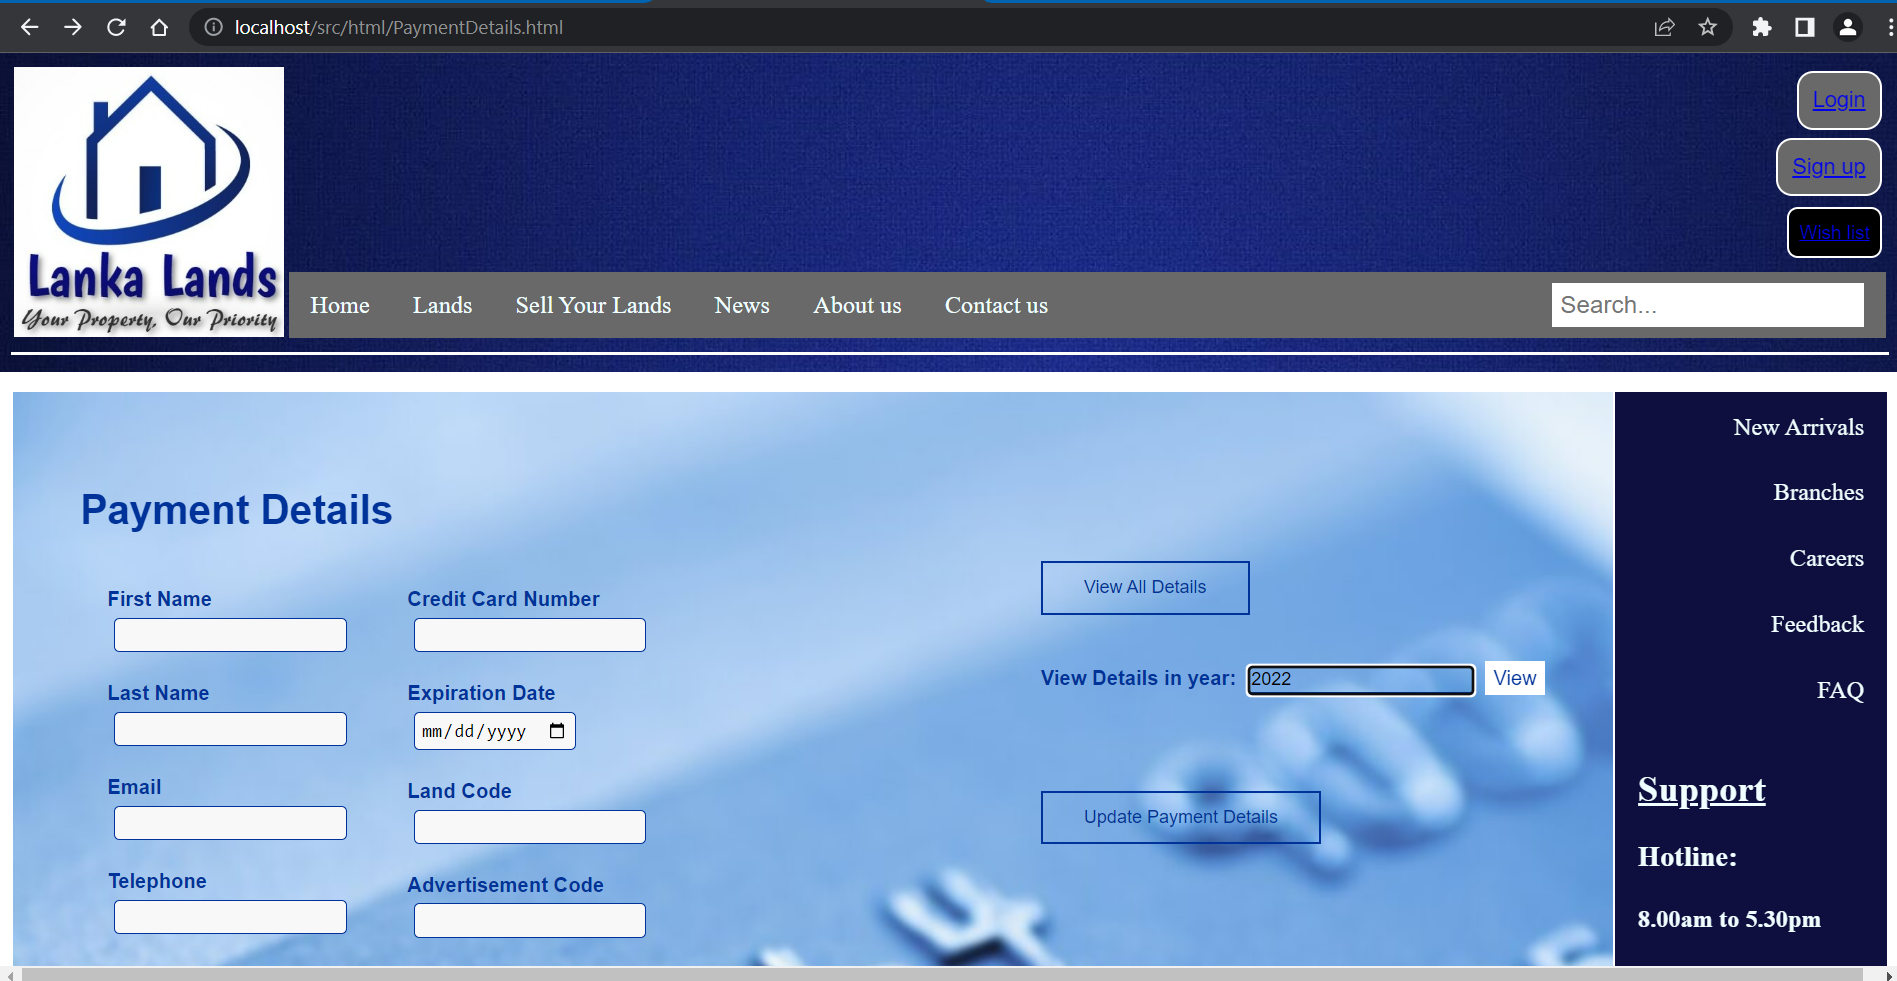 localhost/src/html/PaymentDetails.html
Login
Sign up
Wish list
Lanka Lands
Your Property, Our Priority
Home Lands Sell Your Lands News About us Contact us Search...
New Arrivals
Branches
Careers
Feedback
FAQ
Support
Hotline:
8.00am to 5.30pm
Payment Details
First Name
Last Name
Email
Telephone
Credit Card Number
Expiration Date
mm/dd/yyyy
Land Code
Advertisement Code
View All Details
View Details in year: 2022 View
Update Payment Details